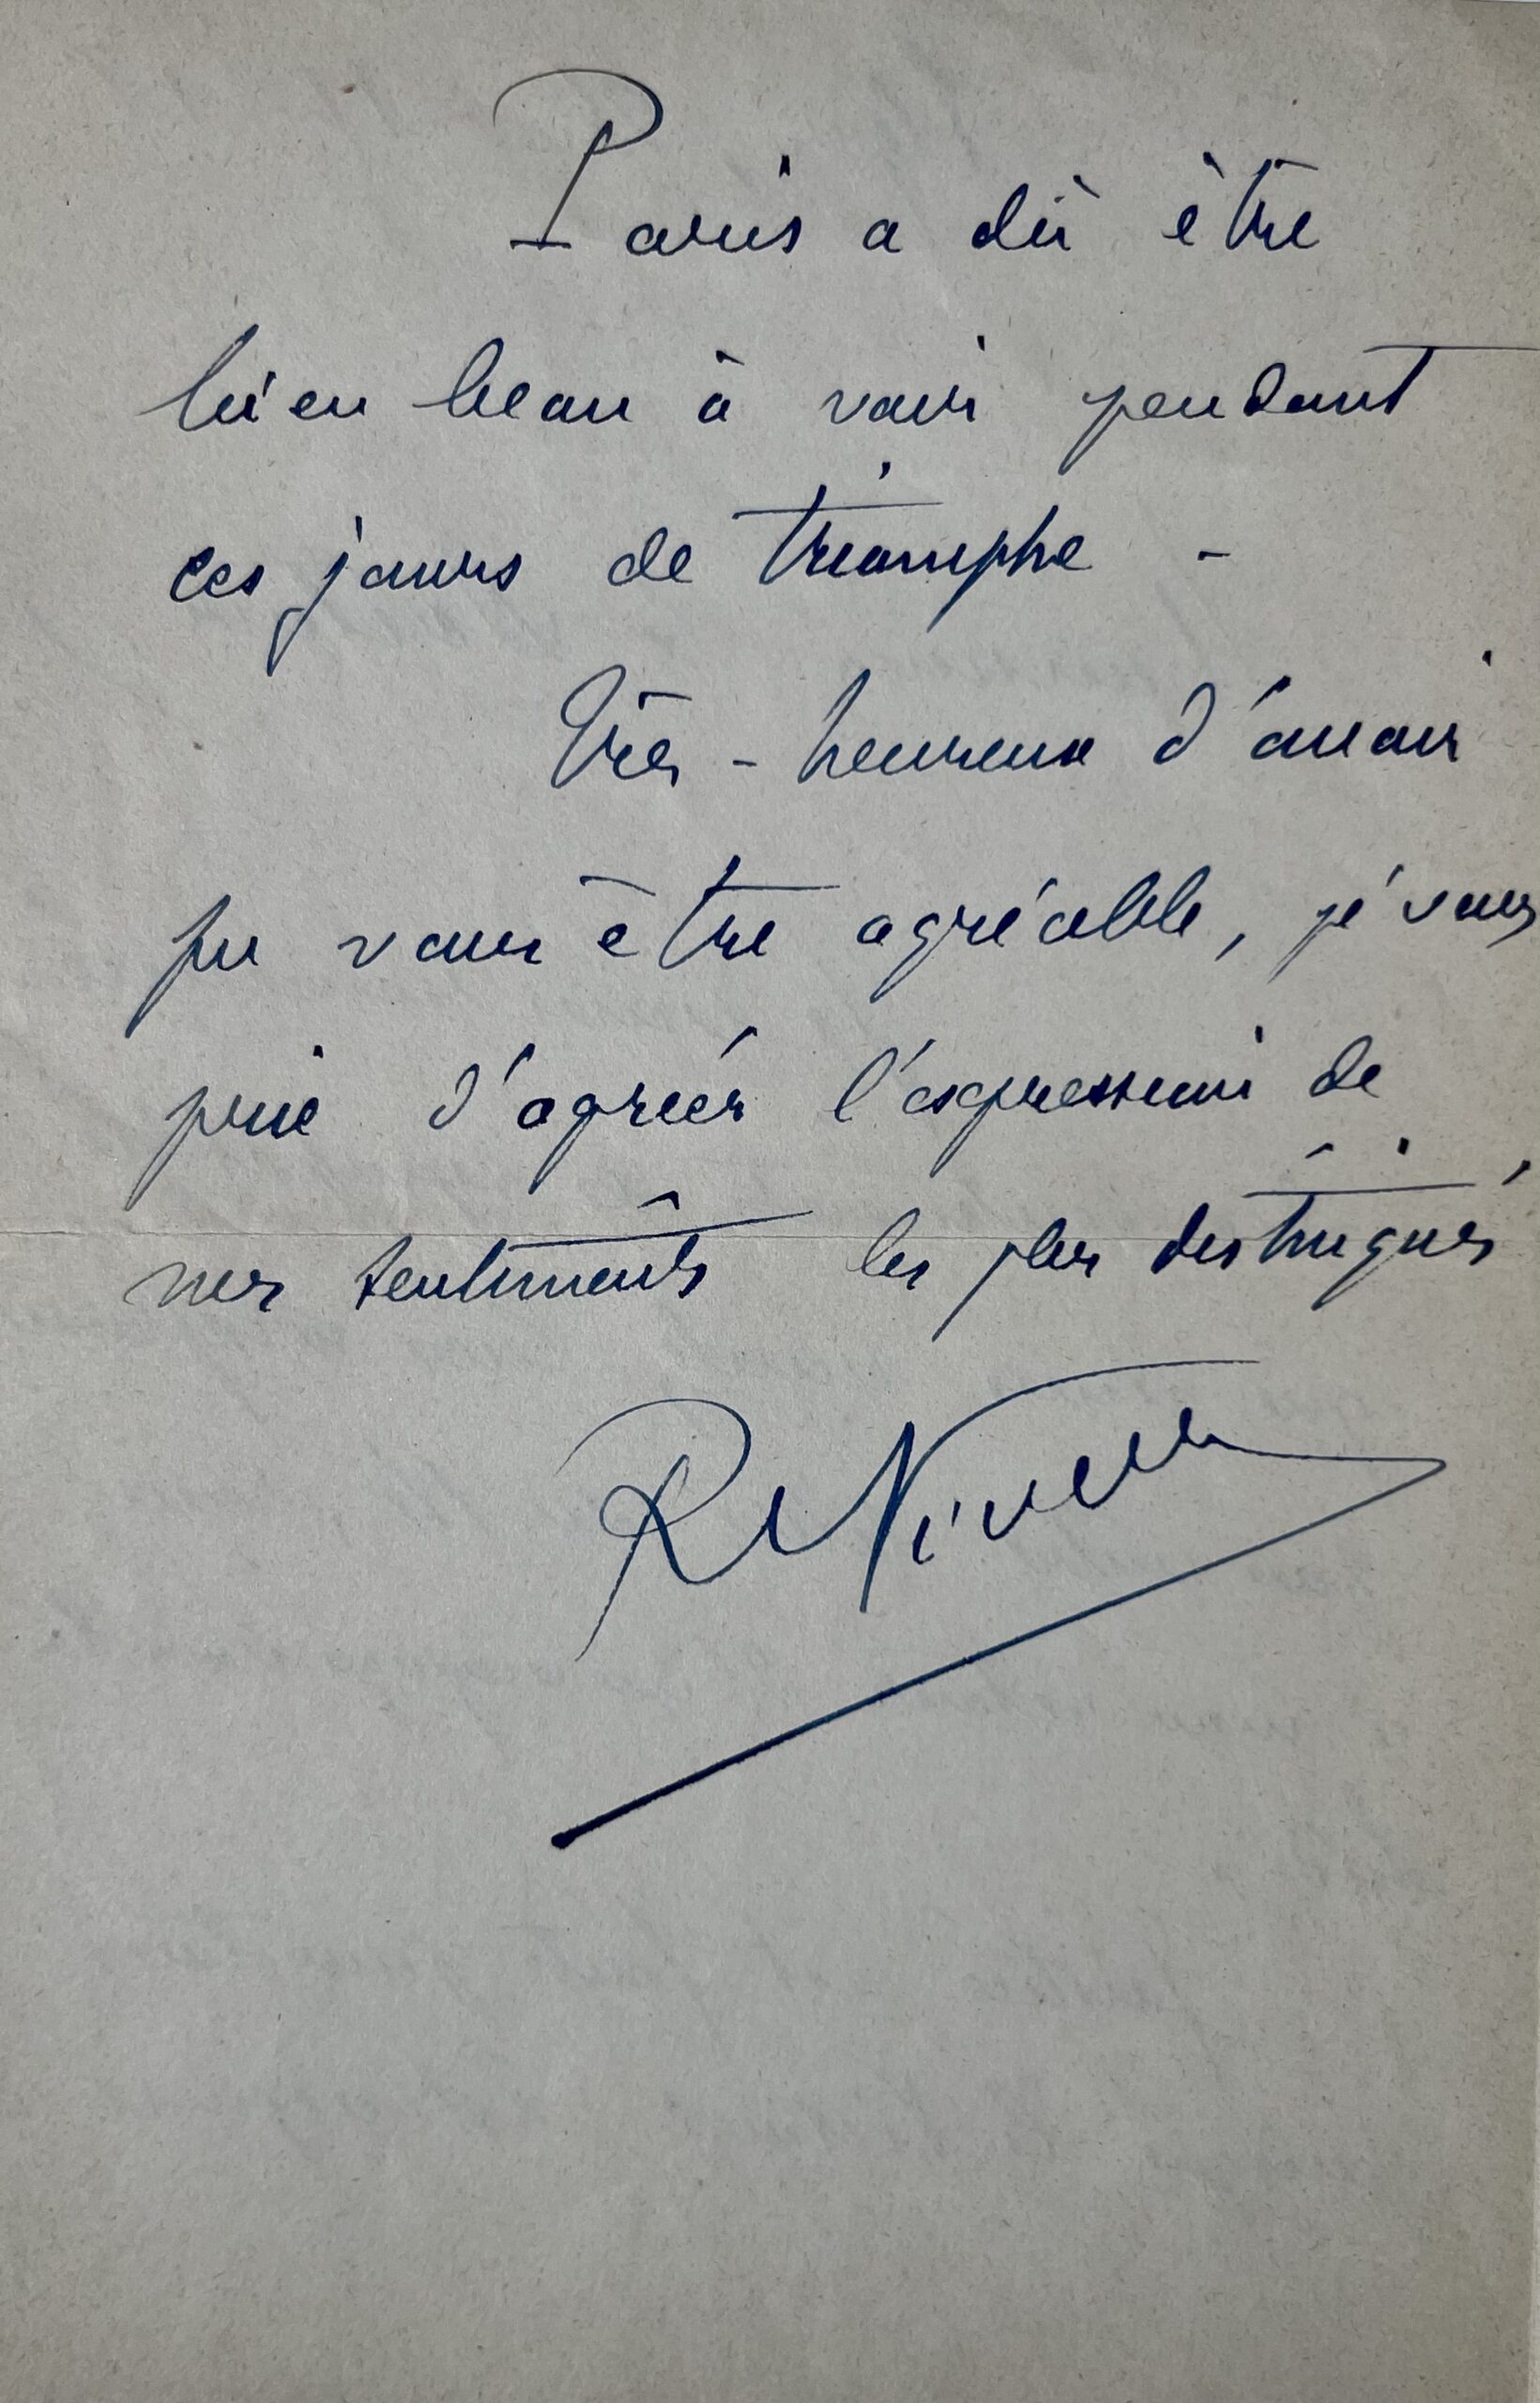 Paris a dû être
bien beau à voir pendant
ces jours de triomphe -
Très-heureux d'avoir
pu vous être agréable, je vous
prie d'agréer l'expression de
mes sentiments les plus distingués
R Nivelle